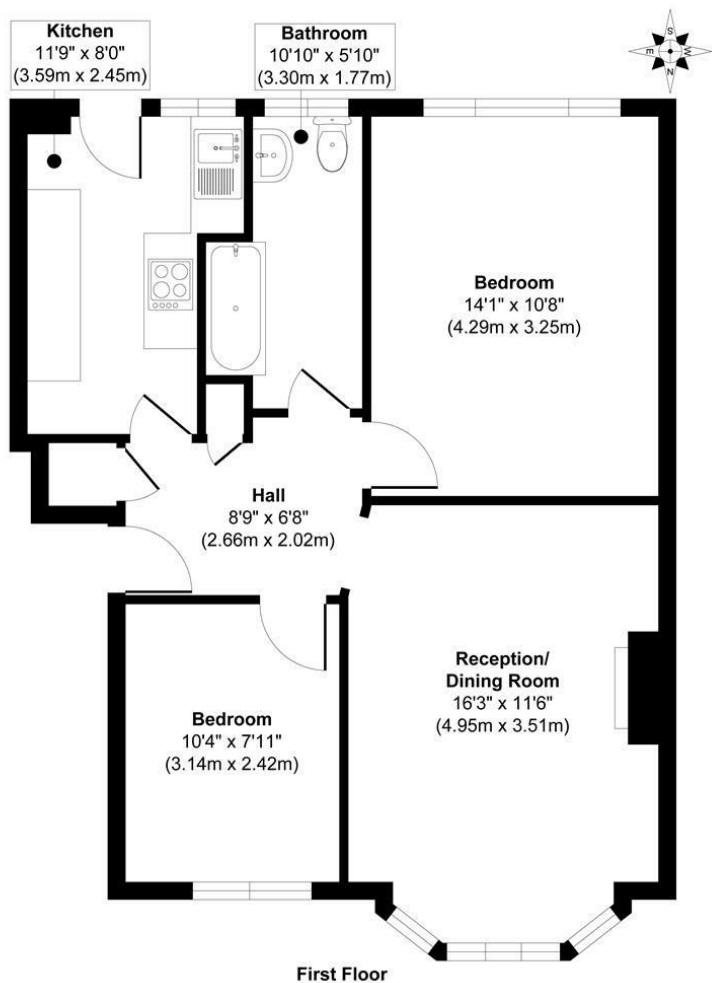 Kitchen
11'9" x 8'0"
(3.59m x 2.45m)
Bathroom
10'10" x 5'10"
(3.30m x 1.77m)
S
E
W
N
Bedroom
14'1" x 10'8"
(4.29m x 3.25m)
Hall
8'9" x 6'8"
(2.66m x 2.02m)
Reception/
Dining Room
16'3" x 11'6"
(4.95m x 3.51m)
Bedroom
10'4" x 7'11"
(3.14m x 2.42m)
First Floor